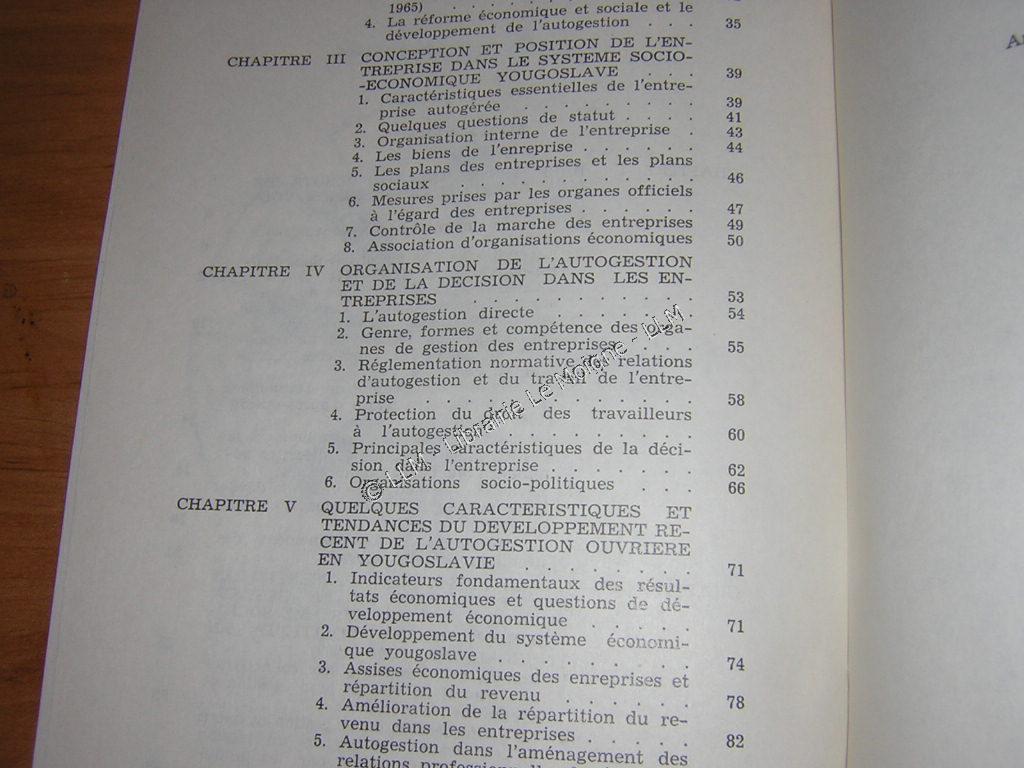 1965) . . . . . . . . .
4. La réforme économique et sociale et le
développement de l'autogestion . . . 35
CHAPITRE III CONCEPTION ET POSITION DE L'EN-
TREPRISE DANS LE SYSTEME SOCIO-
-ECONOMIQUE YOUGOSLAVE . . . 39
1. Caractéristiques essentielles de l'entre-
prise autogérée . . . . . . . . . 39
2. Quelques questions de statut . . . . 41
3. Organisation interne de l'entreprise . 43
4. Les biens de l'enreprise . . . . . . 44
5. Les plans des entreprises et les plans
sociaux . . . . . . . . . . . . 46
6. Mesures prises par les organes officiels
à l'égard des entreprises . . . . . . 47
7. Contrôle de la marche des entreprises 49
8. Association d'organisations économiques 50
CHAPITRE IV ORGANISATION DE L'AUTOGESTION
ET DE LA DECISION DANS LES EN-
TREPRISES . . . . . . . . . . . 53
1. L'autogestion directe . . . . . . . 54
2. Genre, formes et compétence des orga-
nes de gestion des entreprises . . . . 55
3. Réglementation normative des relations
d'autogestion et du travail de l'entre-
prise . . . . . . . . . . . . . 58
4. Protection du droit des travailleurs
à l'autogestion . . . . . . . . . . 60
5. Principales caractéristiques de la déci-
sion dans l'entreprise . . . . . . . 62
6. Organisations socio-politiques . . . 66
CHAPITRE V QUELQUES CARACTERISTIQUES ET
TENDANCES DU DEVELOPPEMENT RE-
CENT DE L'AUTOGESTION OUVRIERE
EN YOUGOSLAVIE . . . . . . . . 71
1. Indicateurs fondamentaux des résul-
tats économiques et questions de dé-
veloppement économique . . . . . 71
2. Développement du système économi-
que yougoslave . . . . . . . . . 74
3. Assises économiques des enreprises et
répartition du revenu . . . . . . 78
4. Amélioration de la répartition du re-
venu dans les entreprises . . . . . 82
5. Autogestion dans l'aménagement des
relations
© LLM - Librairie Le Moigne - LLM